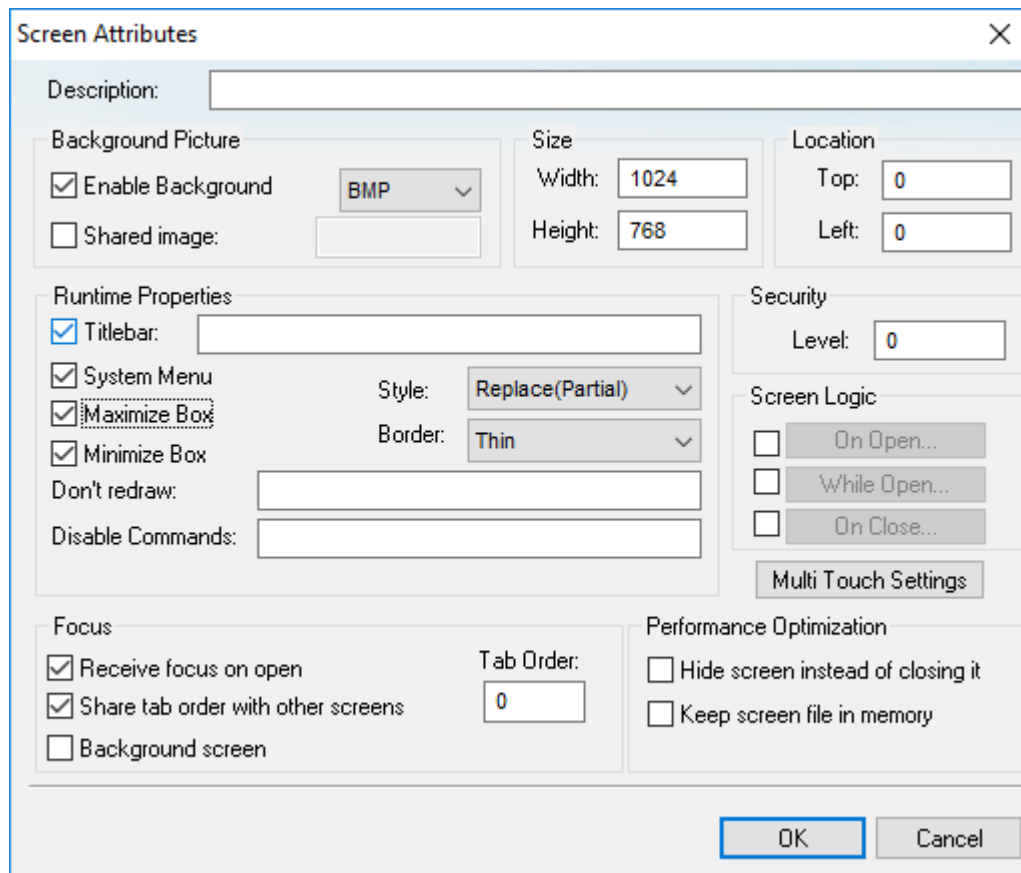 Screen Attributes
Description:
Background Picture
Enable Background
BMP
Shared image:
Size
Width: 1024
Height: 768
Location
Top: 0
Left: 0
Runtime Properties
Titlebar:
System Menu
Maximize Box
Minimize Box
Style: Replace(Partial)
Border: Thin
Don't redraw:
Disable Commands:
Security
Level: 0
Screen Logic
On Open...
While Open...
On Close...
Multi Touch Settings
Focus
Receive focus on open
Share tab order with other screens
Background screen
Tab Order:
0
Performance Optimization
Hide screen instead of closing it
Keep screen file in memory
OK
Cancel